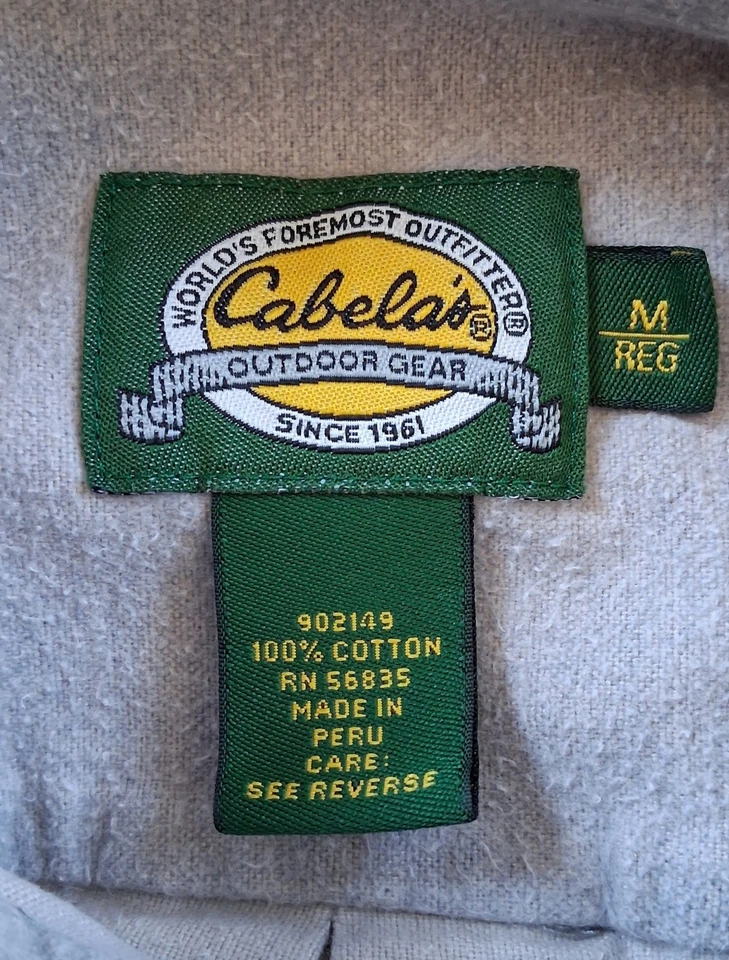 WORLD'S FOREMOST OUTFITTER®
Cabela's®
OUTDOOR GEAR
SINCE 1961
M
REG
902149
100% COTTON
RN 56835
MADE IN
PERU
CARE:
SEE REVERSE